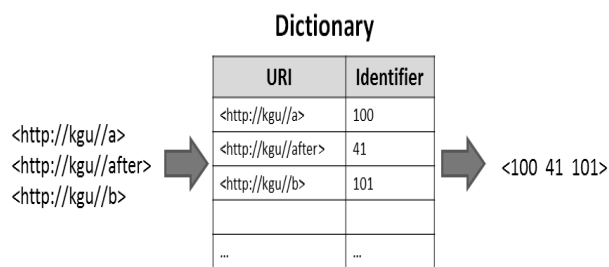 Dictionary
URI Identifier
<http://kgu//a> 100
<http://kgu//after> 41
<http://kgu//b> 101
... ...
<http://kgu//a>
<http://kgu//after>
<http://kgu//b>
<100 41 101>